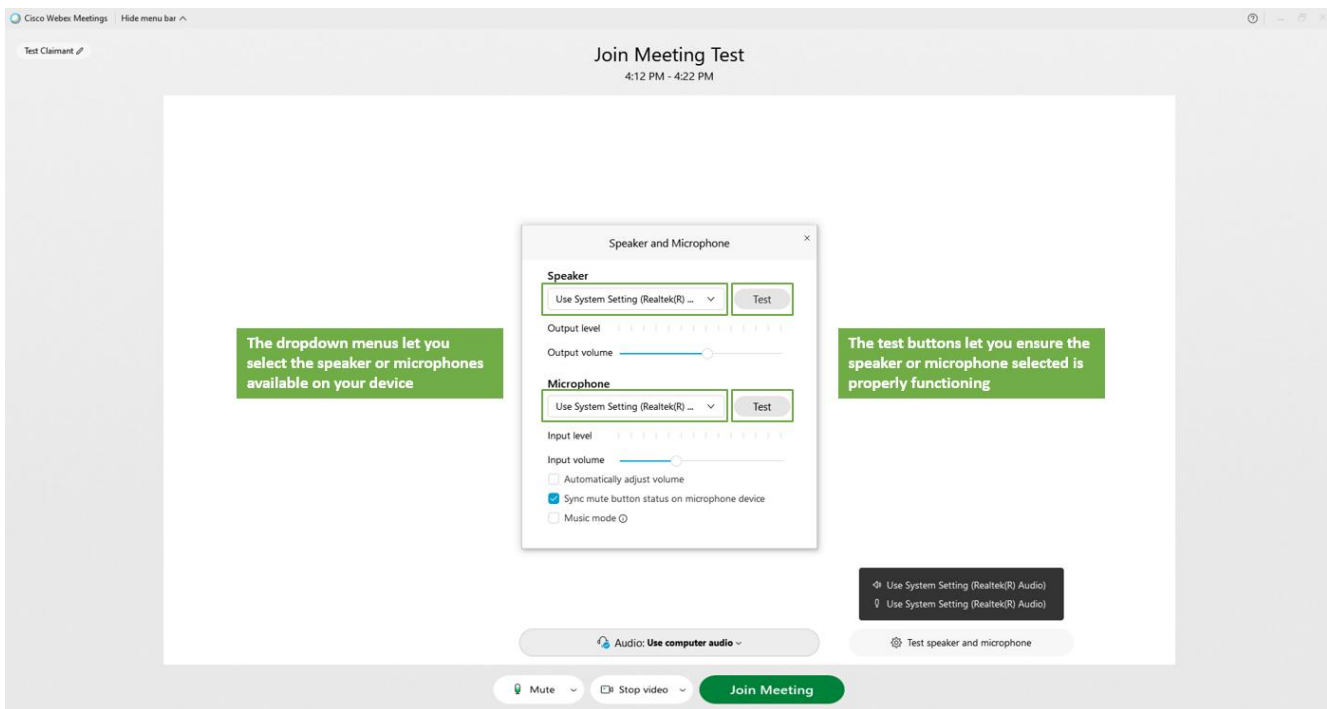 Cisco Webex Meetings Hide menu bar
Test Claimant
Join Meeting Test
4:12 PM - 4:22 PM
Speaker and Microphone
Speaker
Use System Setting (Realtek(R) ... Test
Output level
Output volume
The dropdown menus let you
select the speaker or microphones
available on your device
The test buttons let you ensure the
speaker or microphone selected is
properly functioning
Microphone
Use System Setting (Realtek(R) ... Test
Input level
Input volume
Automatically adjust volume
Sync mute button status on microphone device
Music mode
Use System Setting (Realtek(R) Audio)
Use System Setting (Realtek(R) Audio)
Audio: Use computer audio
Test speaker and microphone
Mute Stop video Join Meeting